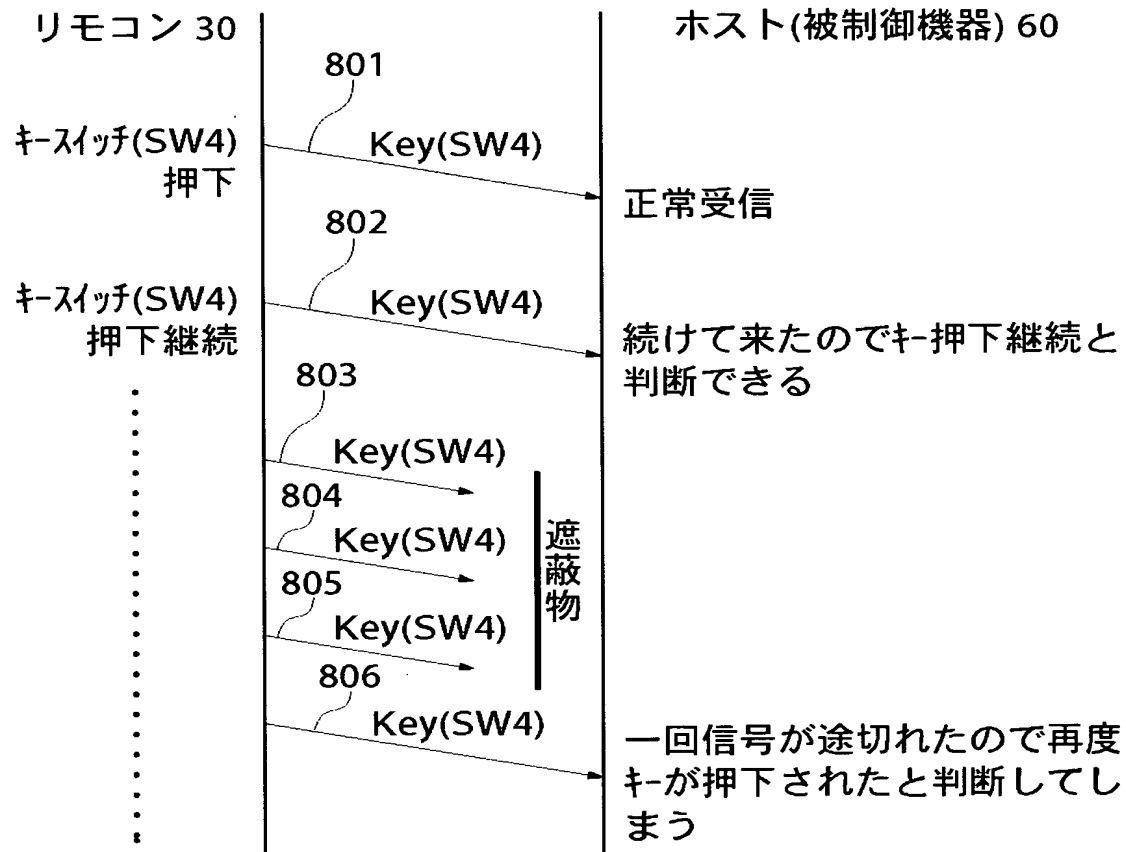 リモコン 30
ホスト(被制御機器) 60
801
ｷｰｽｲｯﾁ(SW4)
押下
Key(SW4)
正常受信
802
ｷｰｽｲｯﾁ(SW4)
押下継続
Key(SW4)
続けて来たのでｷｰ押下継続と
判断できる
803
Key(SW4)
804
Key(SW4)
遮蔽物
805
Key(SW4)
806
Key(SW4)
一回信号が途切れたので再度
ｷｰが押下されたと判断してし
まう